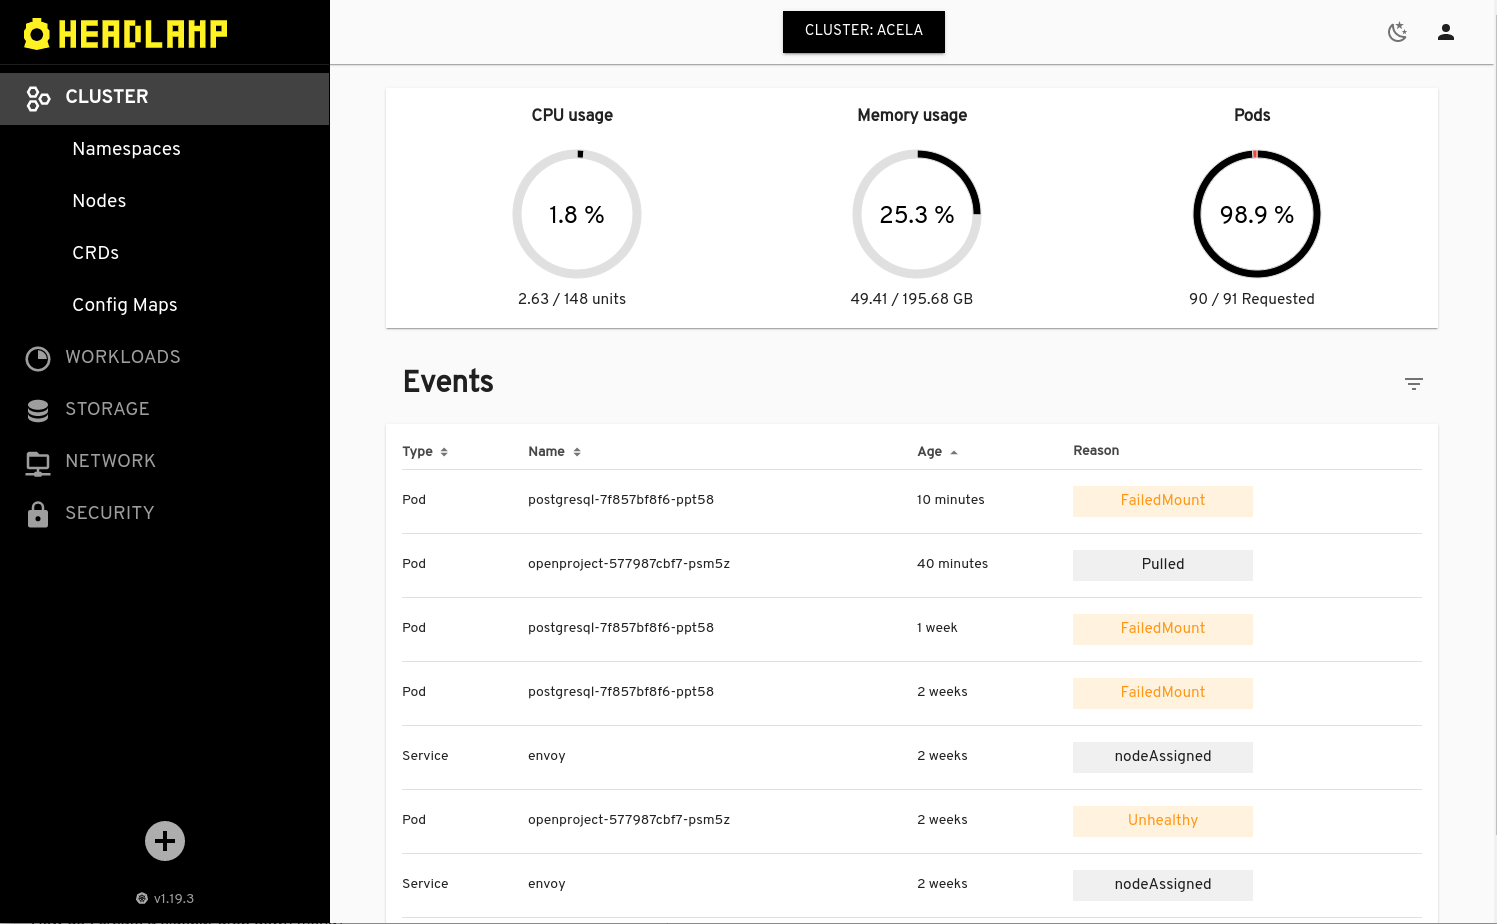 HEADLAMP
CLUSTER: ACELA
CLUSTER
Namespaces
Nodes
CRDs
Config Maps
WORKLOADS
STORAGE
NETWORK
SECURITY
v1.19.3
CPU usage Memory usage Pods
1.8 % 25.3 % 98.9 %
2.63 / 148 units 49.41 / 195.68 GB 90 / 91 Requested
Events
Type Name Age Reason
Pod postgresql-7f857bf8f6-ppt58 10 minutes FailedMount
Pod openproject-577987cbf7-psm5z 40 minutes Pulled
Pod postgresql-7f857bf8f6-ppt58 1 week FailedMount
Pod postgresql-7f857bf8f6-ppt58 2 weeks FailedMount
Service envoy 2 weeks nodeAssigned
Pod openproject-577987cbf7-psm5z 2 weeks Unhealthy
Service envoy 2 weeks nodeAssigned